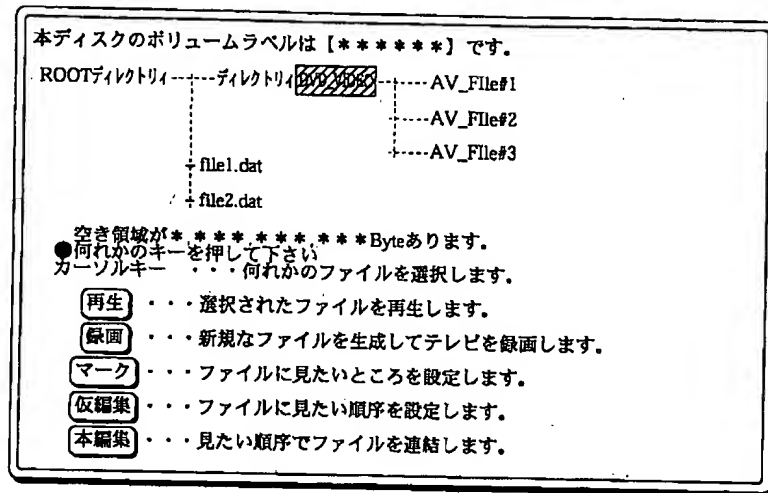 本ディスクのボリュームラベルは【******】です。
ROOTディレクトリィ------ディレクトリィ DVD_VIDEO ------AV_FIle#1
-----AV_FIle#2
-----AV_FIle#3
file1.dat
file2.dat
空き領域が*,***,***,***Byteあります。
●何れかのキーを押して下さい
カーソルキー ・・・何れかのファイルを選択します。
再生 ・・・選択されたファイルを再生します。
録画 ・・・新規なファイルを生成してテレビを録画します。
マーク ・・・ファイルに見たいところを設定します。
仮編集 ・・・ファイルに見たい順序を設定します。
本編集 ・・・見たい順序でファイルを連結します。